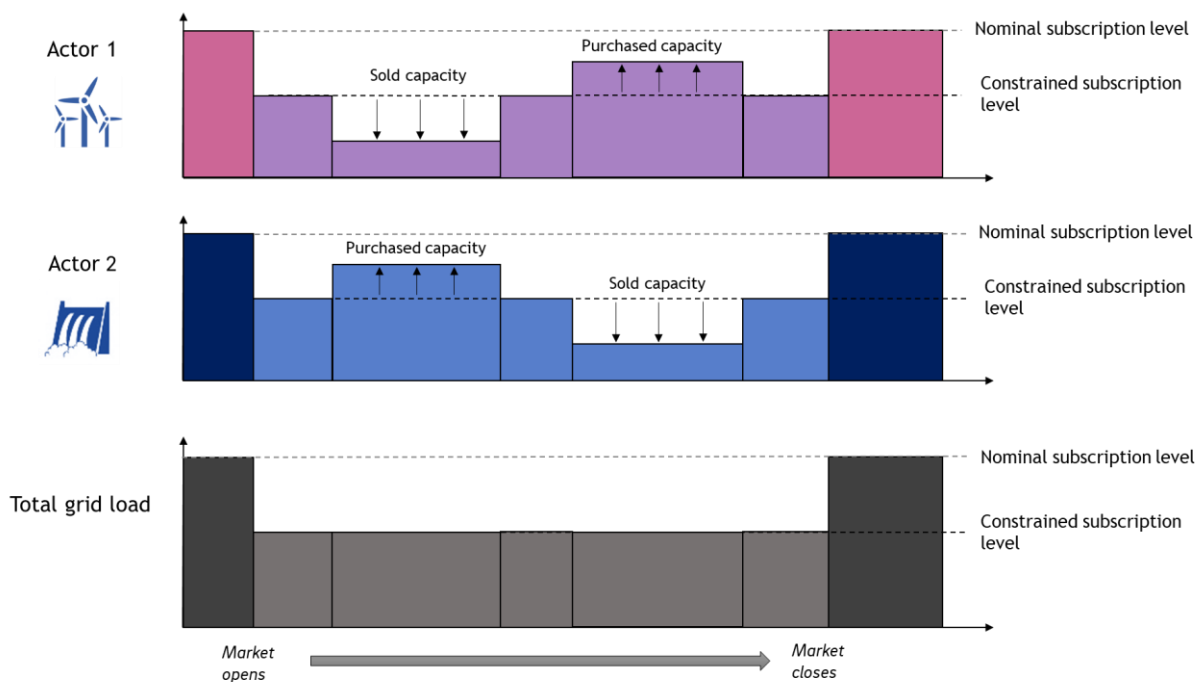 Actor 1
Nominal subscription level
Purchased capacity
Sold capacity
Constrained subscription
level
Actor 2
Nominal subscription level
Purchased capacity
Sold capacity
Constrained subscription
level
Total grid load
Nominal subscription level
Constrained subscription
level
Market
opens
Market
closes